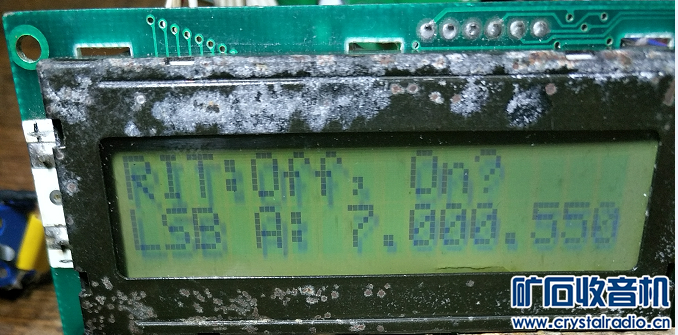 RIT:Off, On?
LSB A: 7.000.550
矿石收音机
www.crystalradio.cn